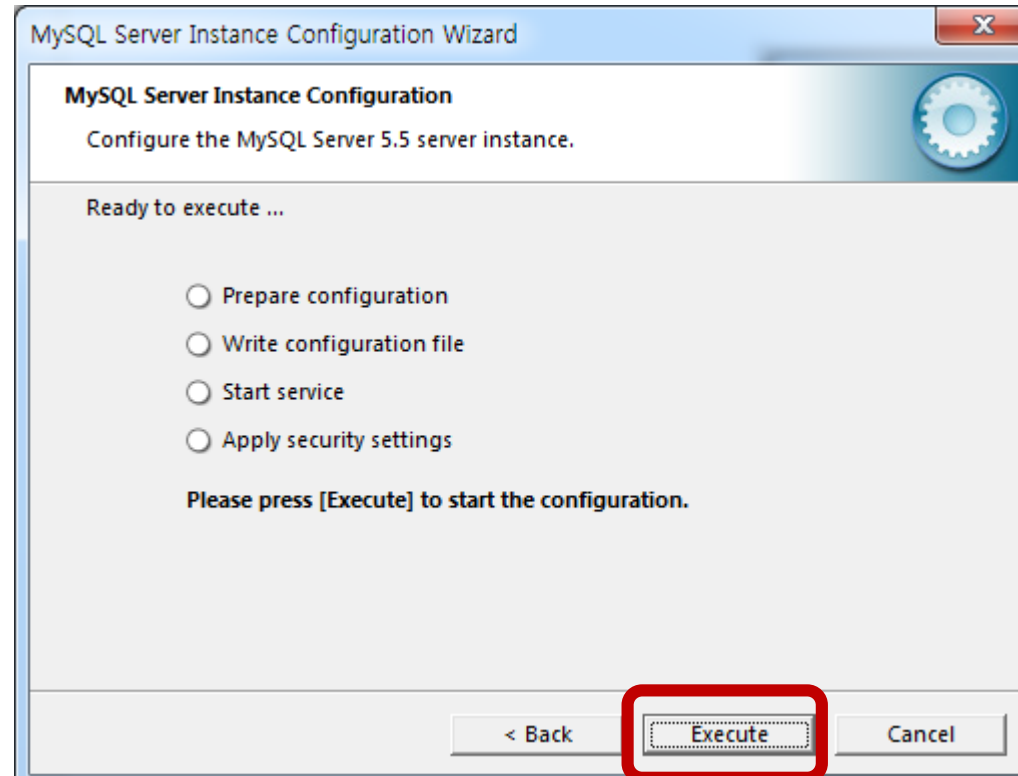 MySQL Server Instance Configuration Wizard
MySQL Server Instance Configuration
Configure the MySQL Server 5.5 server instance.
Ready to execute ...
Prepare configuration
Write configuration file
Start service
Apply security settings
Please press [Execute] to start the configuration.
< Back Execute Cancel